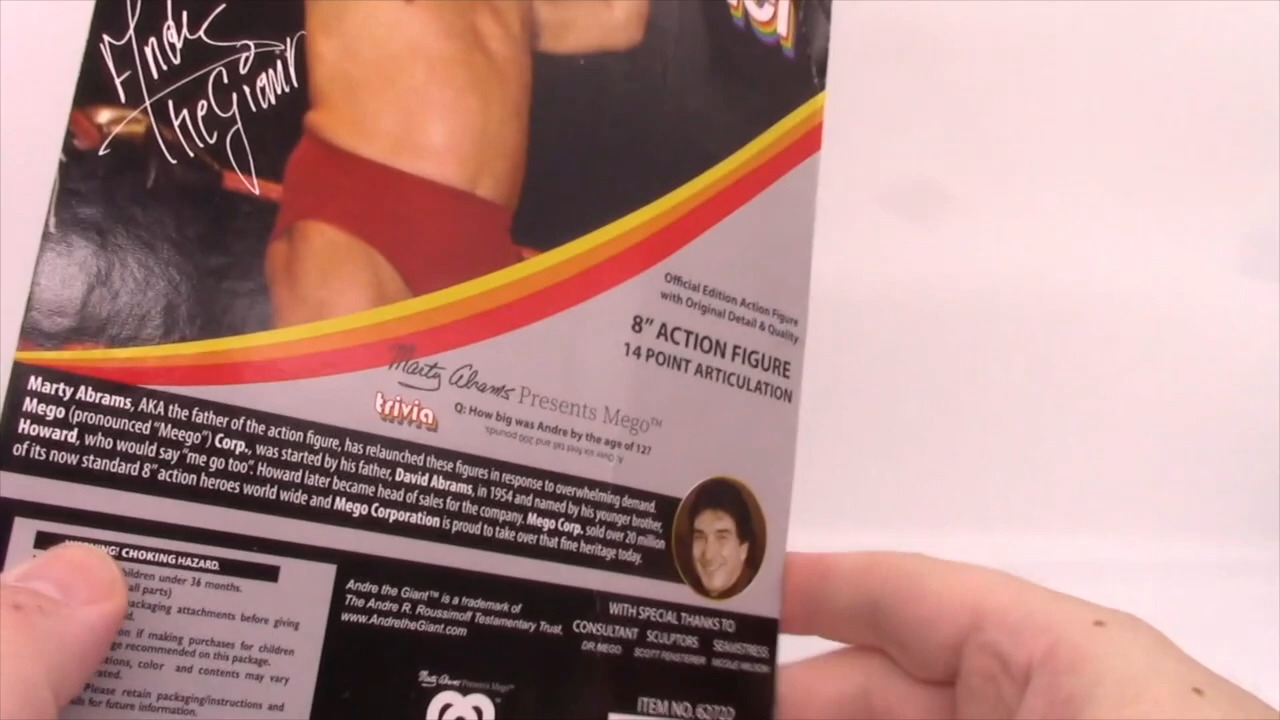 Andre
The Giant
Official Edition Action Figure
with Original Detail & Quality
8" ACTION FIGURE
14 POINT ARTICULATION
Marty Abrams Presents Mego™
trivia
Q: How big was Andre by the age of 12?
A: Over six feet tall and 200 pounds.
Marty Abrams, AKA the father of the action figure, has relaunched these figures in response to overwhelming demand.
Mego (pronounced "Meego") Corp., was started by his father, David Abrams, in 1954 and named by his younger brother,
Howard, who would say "me go too". Howard later became head of sales for the company. Mego Corp. sold over 20 million
of its now standard 8" action heroes world wide and Mego Corporation is proud to take over that fine heritage today.
CHOKING HAZARD.
children under 36 months.
parts)
packaging attachments before giving
if making purchases for children
recommended on this package.
color and contents may vary
Please retain packaging/instructions and
for future information.
Andre the Giant™ is a trademark of
The Andre R. Roussimoff Testamentary Trust,
www.AndretheGiant.com
Marty Abrams Presents Mego™
WITH SPECIAL THANKS TO
CONSULTANT SCULPTORS SEAMSTRESS
DR. MEGO SCOTT
ITEM NO.